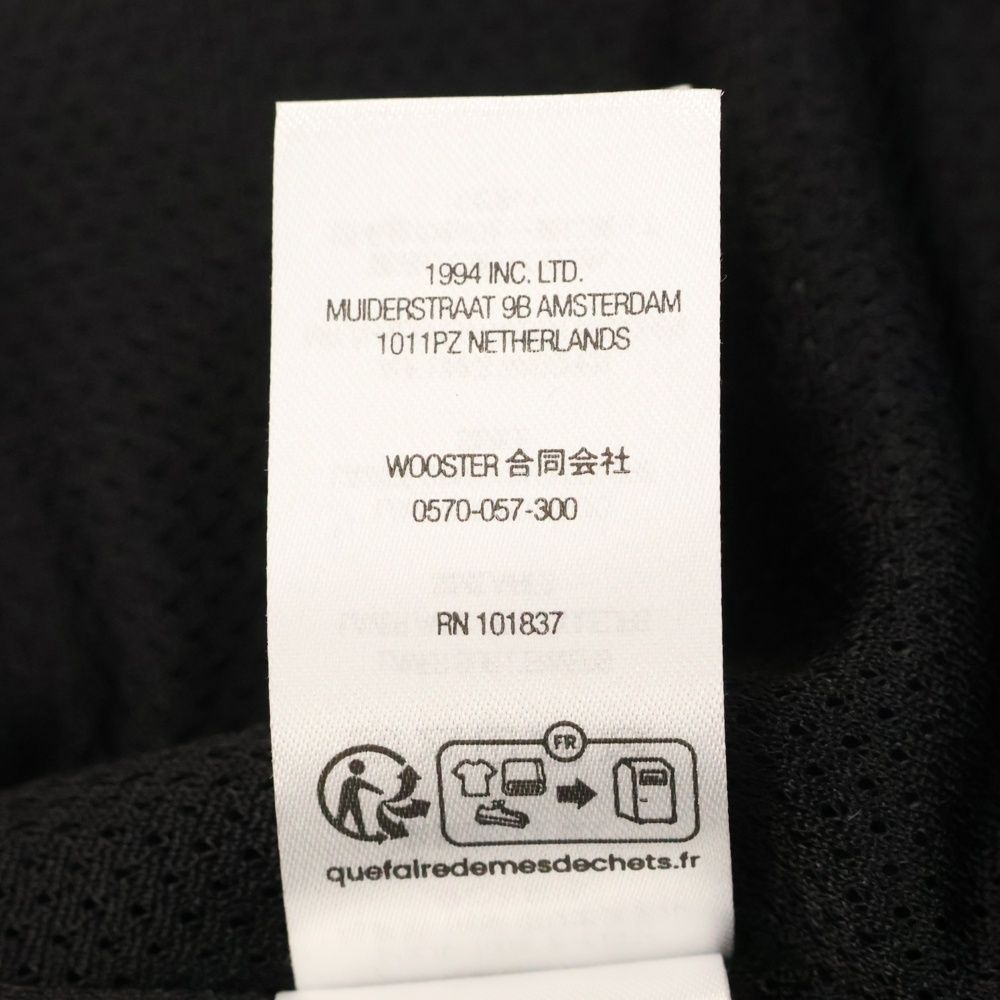 1994 INC. LTD.
MUIDERSTRAAT 9B AMSTERDAM
1011PZ NETHERLANDS
WOOSTER 合同会社
0570-057-300
RN 101837
FR
quefairedemesdechets.fr